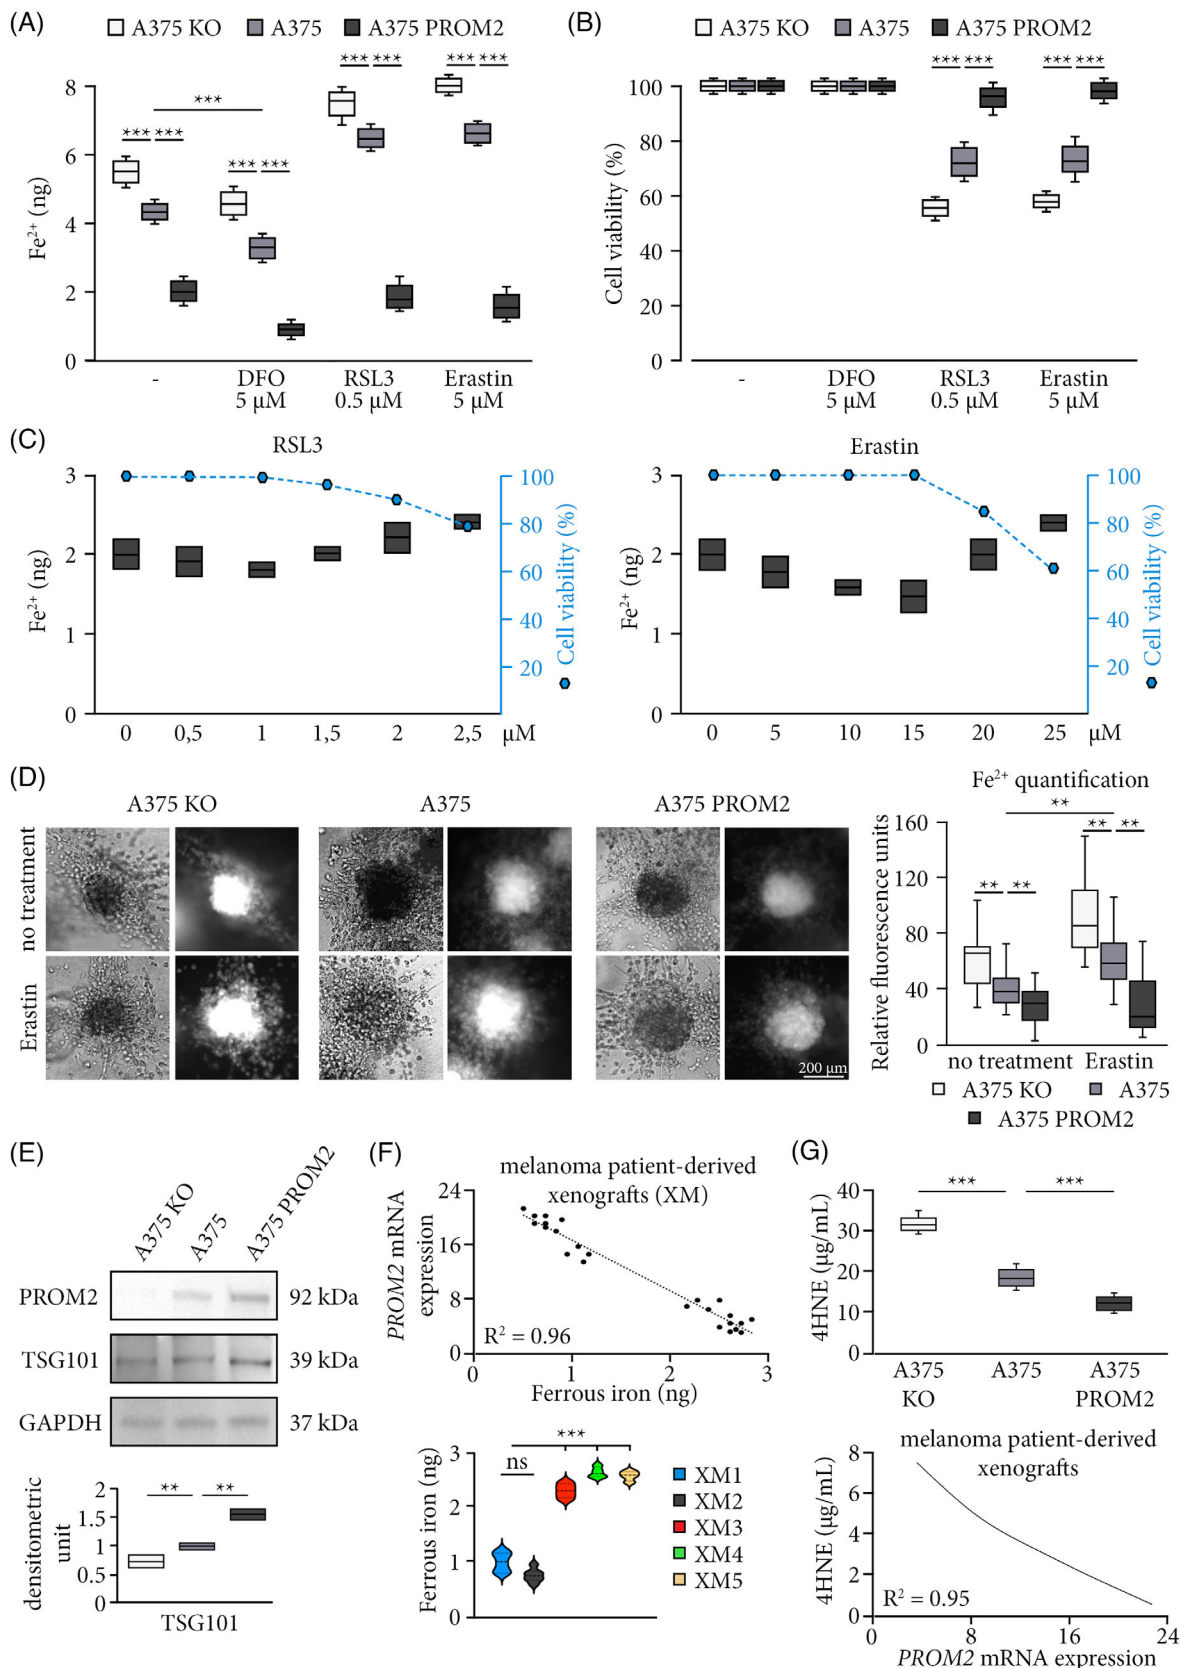 (A)
A375 KO A375 A375 PROM2
Fe2+ (ng)
8
6
4
2
0
*** *** *** *** *** *** *** *** ***
- DFO RSL3 Erastin
5 µM 0.5 µM 5 µM
(B)
A375 KO A375 A375 PROM2
Cell viability (%)
100
80
60
40
20
0
*** *** *** ***
- DFO RSL3 Erastin
5 µM 0.5 µM 5 µM
(C)
RSL3
Fe2+ (ng)
3
2
1
0
100
80
60
40
20
Cell viability (%)
0 0,5 1 1,5 2 2,5 µM
Erastin
Fe2+ (ng)
3
2
1
0
100
80
60
40
20
Cell viability (%)
0 5 10 15 20 25 µM
(D)
A375 KO A375 A375 PROM2
no treatment
Erastin
200 µm
Fe2+ quantification
Relative fluorescence units
160
120
80
40
0
** ** ** ** **
no treatment Erastin
A375 KO A375
A375 PROM2
(E)
A375 KO A375 A375 PROM2
PROM2 92 kDa
TSG101 39 kDa
GAPDH 37 kDa
densitometric
unit
2
1.5
1
0.5
0
** **
TSG101
(F)
melanoma patient-derived
xenografts (XM)
PROM2 mRNA
expression
24
16
8
0
R2 = 0.96
0 1 2 3
Ferrous iron (ng)
Ferrous iron (ng)
3
2
1
0
***
ns
XM1
XM2
XM3
XM4
XM5
(G)
4HNE (µg/mL)
40
30
20
10
0
*** ***
A375 A375 A375
KO PROM2
melanoma patient-derived
xenografts
4HNE (µg/mL)
8
6
4
2
0
R2 = 0.95
0 8 16 24
PROM2 mRNA expression